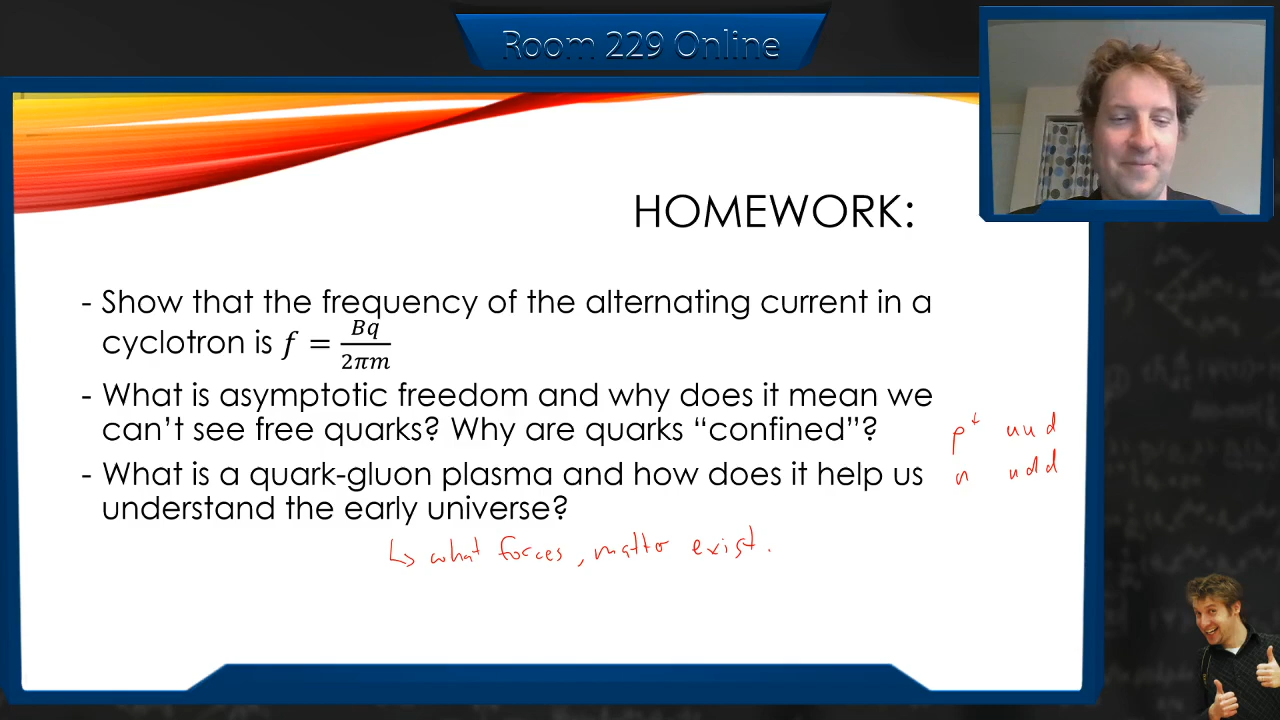 Room 229 Online
HOMEWORK:
- Show that the frequency of the alternating current in a
cyclotron is f = Bq / 2πm
- What is asymptotic freedom and why does it mean we
can't see free quarks? Why are quarks “confined”?
p⁺ uud
- What is a quark-gluon plasma and how does it help us
n udd
understand the early universe?
↳ what forces, matter exist.